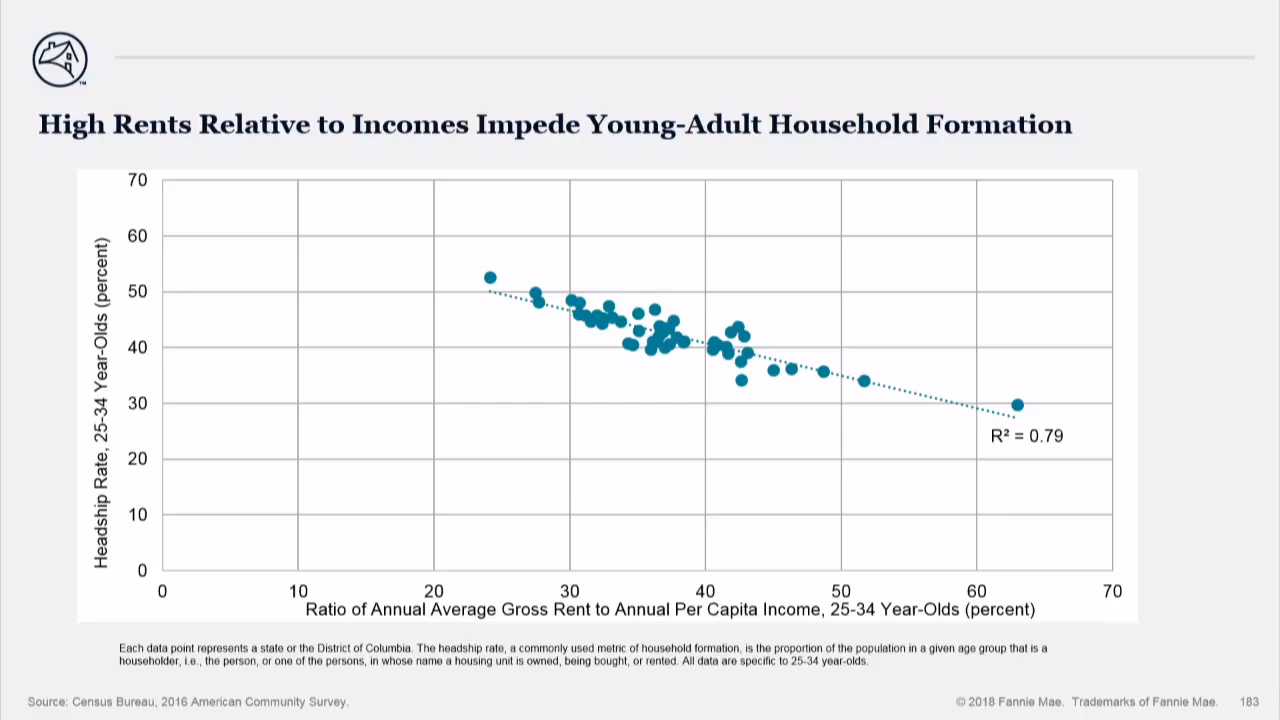 TM
High Rents Relative to Incomes Impede Young-Adult Household Formation
70
60
50
40
30
20
10
0
Headship Rate, 25-34 Year-Olds (percent)
R² = 0.79
0 10 20 30 40 50 60 70
Ratio of Annual Average Gross Rent to Annual Per Capita Income, 25-34 Year-Olds (percent)
Each data point represents a state or the District of Columbia. The headship rate, a commonly used metric of household formation, is the proportion of the population in a given age group that is a
householder, i.e., the person, or one of the persons, in whose name a housing unit is owned, being bought, or rented. All data are specific to 25-34 year-olds.
Source: Census Bureau, 2016 American Community Survey.
© 2018 Fannie Mae. Trademarks of Fannie Mae. 183